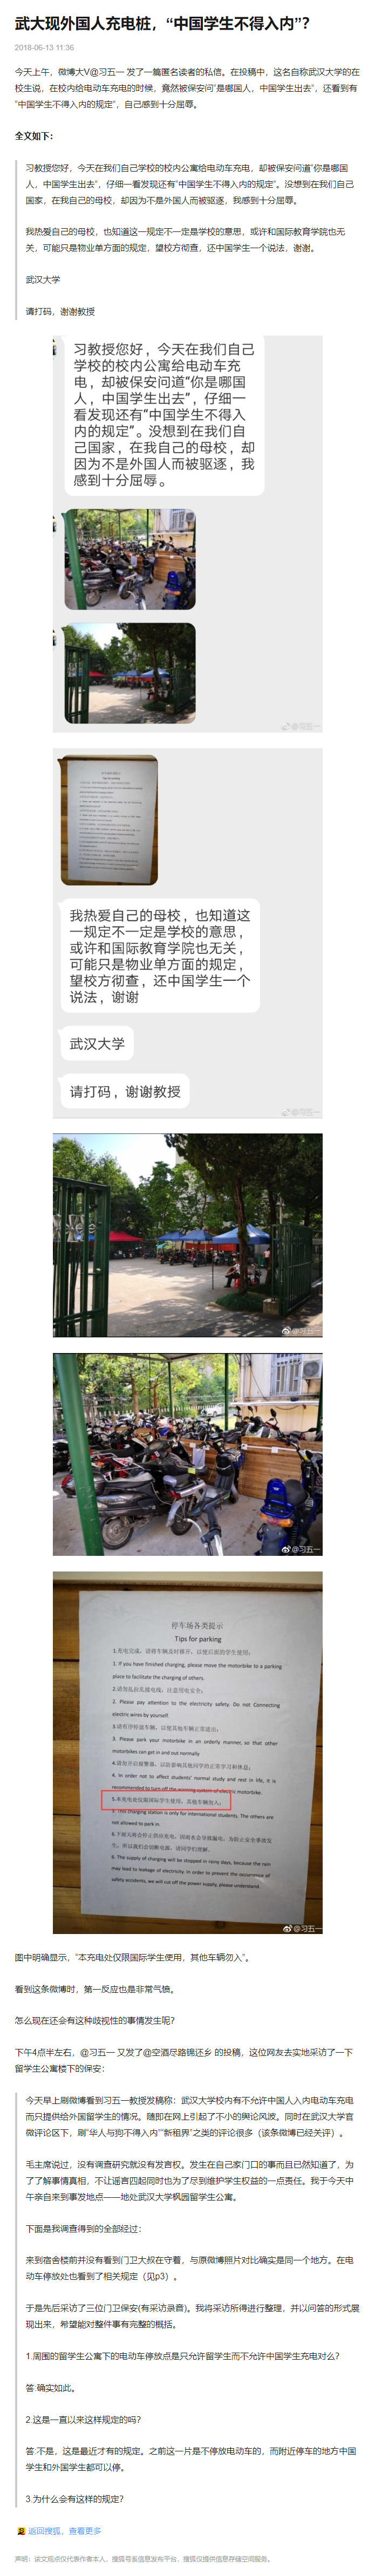 武大现外国人充电桩，“中国学生不得入内”？
2018-06-13 11:36
今天上午，微博大V@习五一 发了一篇匿名读者的私信。在投稿中，这名自称武汉大学的在
校生说，在校内给电动车充电的时候，竟然被保安问“是哪国人，中国学生出去”，还看到有
“中国学生不得入内的规定”，自己感到十分屈辱。
全文如下：
习教授您好，今天在我们自己学校的校内公寓给电动车充电，却被保安问道“你是哪国
人，中国学生出去”，仔细一看发现还有“中国学生不得入内的规定”。没想到在我们自己
国家，在我自己的母校，却因为不是外国人而被驱逐，我感到十分屈辱。
我热爱自己的母校，也知道这一规定不一定是学校的意思，或许和国际教育学院也无
关，可能只是物业单方面的规定，望校方彻查，还中国学生一个说法，谢谢。
武汉大学
请打码，谢谢教授
习教授您好，今天在我们自己
学校的校内公寓给电动车充
电，却被保安问道“你是哪国
人，中国学生出去”，仔细一
看发现还有“中国学生不得入
内的规定”。没想到在我们自
己国家，在我自己的母校，却
因为不是外国人而被驱逐，我
感到十分屈辱。
@习五一
我热爱自己的母校，也知道这
一规定不一定是学校的意思，
或许和国际教育学院也无关，
可能只是物业单方面的规定，
望校方彻查，还中国学生一个
说法，谢谢
武汉大学
请打码，谢谢教授
@习五一
@习五一
@习五一
停车场各类提示
Tips for parking
1.充电完成，请将车辆及时移开，以便后面的学生使用；
1. If you have finished charging, please move the motorbike to a parking
place to facilitate the charging of others.
2.请勿乱拉乱接电线，注意用电安全；
2. Please pay attention to the electricity safety. Do not Connecting
electric wires by yourself.
3.请有序停放车辆，以便其他车辆正常进出；
3. Please park your motorbike in an orderly manner, so that other
motorbikes can get in and out normally
4.请勿开启报警器，以防影响其他同学的正常学习和休息；
4. In order not to affect students' normal study and rest in life, it is
recommended to turn off the warning system of electric motorbike.
5.本充电处仅限国际学生使用，其他车辆勿入；
5. This charging station is only for international students. The others are
not allowed to park in.
6. The supply of charging will be stopped in rainy days, because the rain
may lead to leakage of electricity. In order to prevent the occurrence of
safety accidents, we will cut off the power supply, please understand.
@习五一
图中明确显示，“本充电处仅限国际学生使用，其他车辆勿入”。
看到这条微博时，第一反应也是非常气愤。
怎么现在还会有这种歧视性的事情发生呢？
下午4点半左右，@习五一 又发了@空酒尽路锦还乡 的投稿，这位网友去实地采访了一下
留学生公寓楼下的保安：
今天早上刷微博看到习五一教授发稿称：武汉大学校内有不允许中国人入内电动车充电
而只提供给外国留学生的情况。随即在网上引起了不小的舆论风波。同时在武汉大学官
微评论区下，刷“华人与狗不得入内”“新租界”之类的评论很多（该条微博已经关评）。
毛主席说过，没有调查研究就没有发言权。发生在自己家门口的事而且已然知道了，为
了了解事情真相，不让谣言四起同时也为了尽到维护学生权益的一点责任。我于今天中
午亲自来到事发地点——地处武汉大学枫园留学生公寓。
下面是我调查得到的全部经过：
来到宿舍楼前并没有看到门卫大叔在守着，与原微博照片对比确实是同一个地方。在电
动车停放处也看到了相关规定（见p3）。
于是先后采访了三位门卫保安(有采访录音)。我将采访所得进行整理，并以问答的形式展
现出来，希望能对整件事有完整的概括。
1.周围的留学生公寓下的电动车停放点是只允许留学生而不允许中国学生充电对么？
答:确实如此。
2.这是一直以来这样规定的吗？
答:不是，这是最近才有的规定。之前这一片是不停放电动车的，而附近停车的地方中国
学生和外国学生都可以停。
3.为什么会有这样的规定？
返回搜狐，查看更多
声明：该文观点仅代表作者本人，搜狐号系信息发布平台，搜狐仅提供信息存储空间服务。